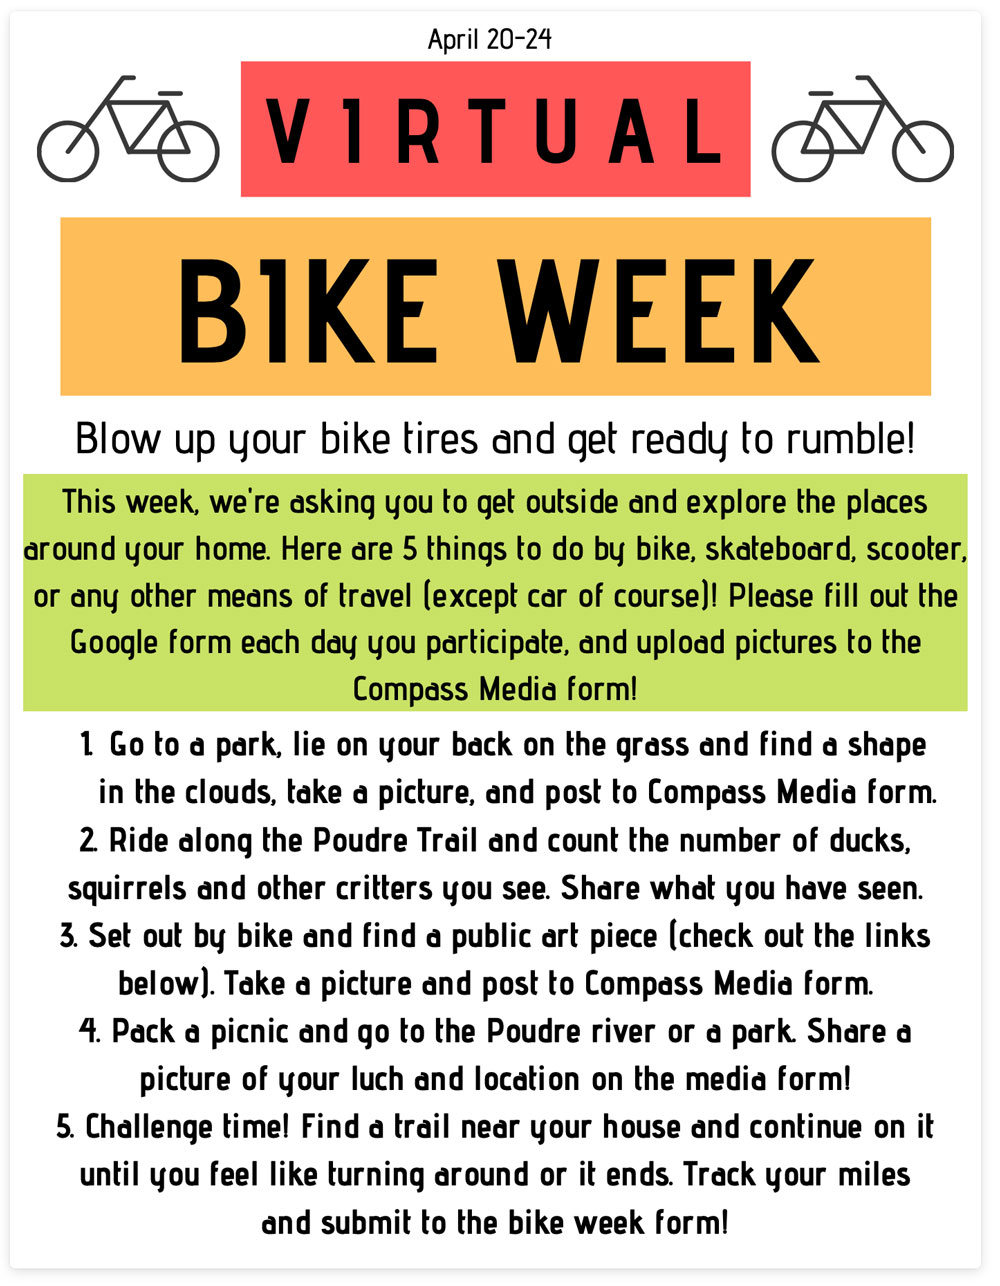 April 20-24
VIRTUAL
BIKE WEEK
Blow up your bike tires and get ready to rumble!
This week, we're asking you to get outside and explore the places
around your home. Here are 5 things to do by bike, skateboard, scooter,
or any other means of travel (except car of course)! Please fill out the
Google form each day you participate, and upload pictures to the
Compass Media form!
1. Go to a park, lie on your back on the grass and find a shape
in the clouds, take a picture, and post to Compass Media form.
2. Ride along the Poudre Trail and count the number of ducks,
squirrels and other critters you see. Share what you have seen.
3. Set out by bike and find a public art piece (check out the links
below). Take a picture and post to Compass Media form.
4. Pack a picnic and go to the Poudre river or a park. Share a
picture of your luch and location on the media form!
5. Challenge time! Find a trail near your house and continue on it
until you feel like turning around or it ends. Track your miles
and submit to the bike week form!